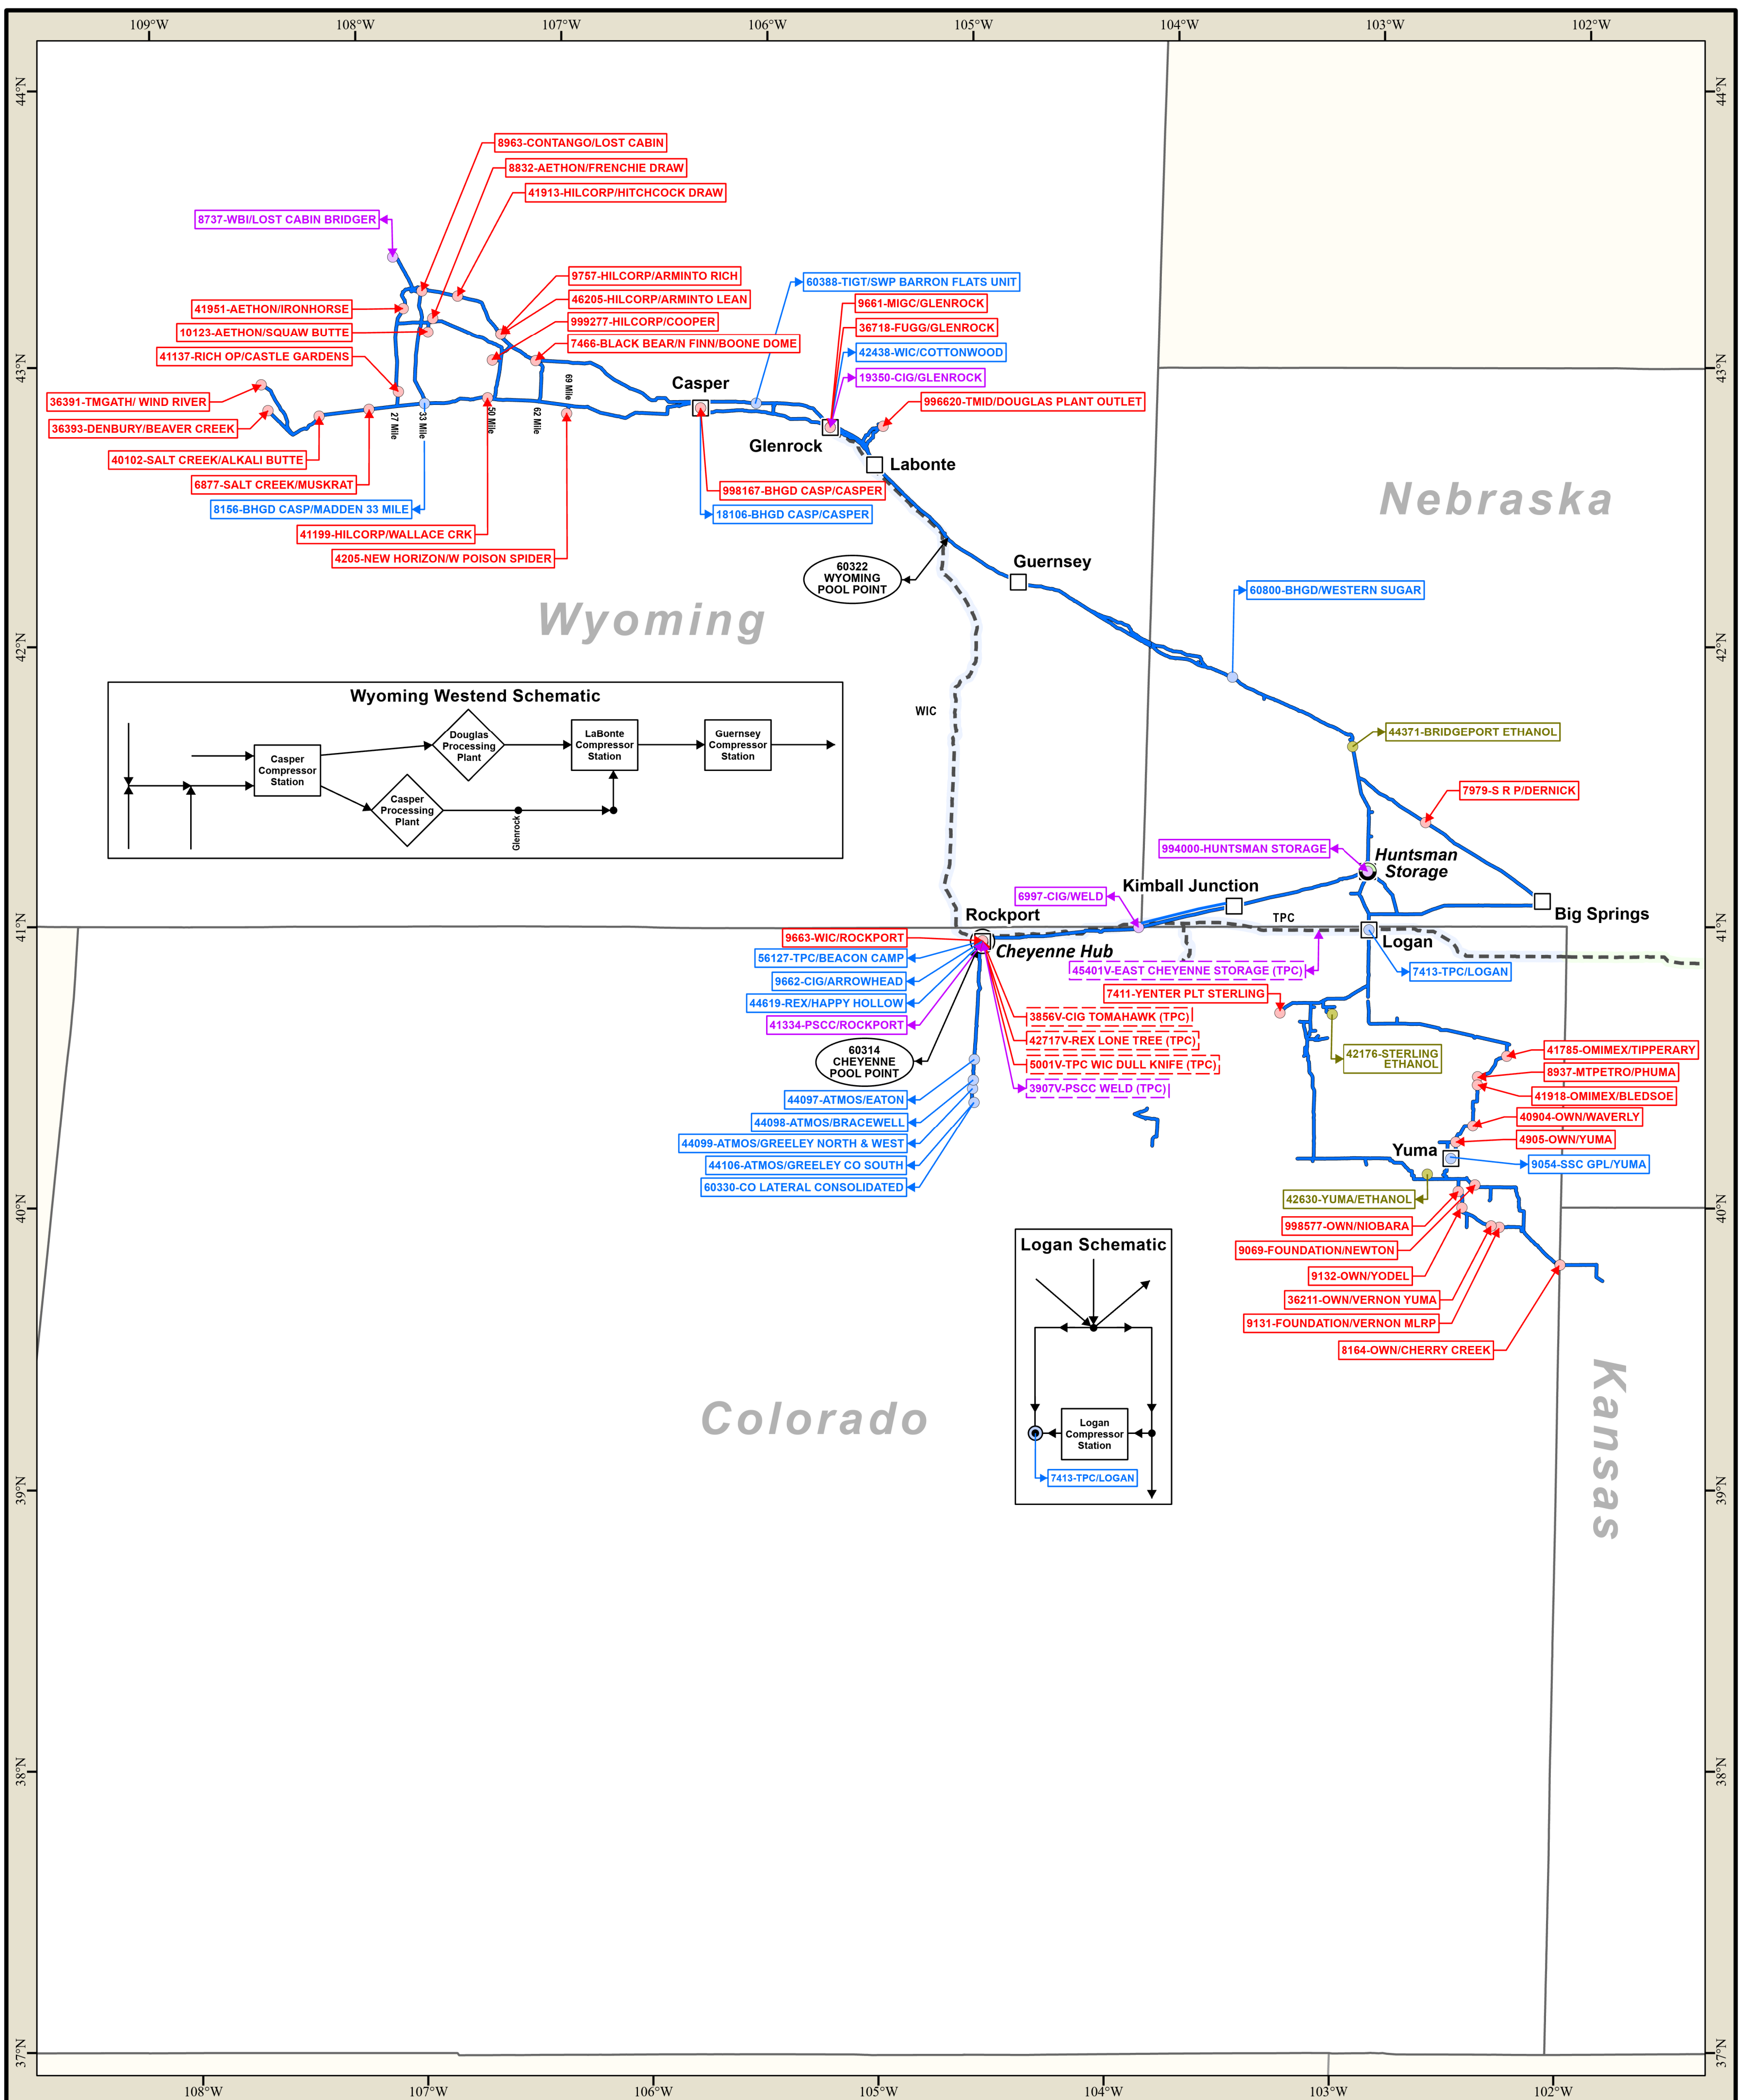 109°W 108°W 107°W 106°W 105°W 104°W 103°W 102°W
44°N 44°N
8963-CONTANGO/LOST CABIN
8832-AETHON/FRENCHIE DRAW
41913-HILCORP/HITCHCOCK DRAW
8737-WBI/LOST CABIN BRIDGER
9757-HILCORP/ARMINTO RICH
60388-TIGT/SWP BARRON FLATS UNIT
46205-HILCORP/ARMINTO LEAN
9661-MIGC/GLENROCK
41951-AETHON/IRONHORSE
999277-HILCORP/COOPER
36718-FUGG/GLENROCK
10123-AETHON/SQUAW BUTTE
7466-BLACK BEAR/N FINN/BOONE DOME
42438-WIC/COTTONWOOD
41137-RICH OP/CASTLE GARDENS
19350-CIG/GLENROCK
43°N 43°N
36391-TMGATH/ WIND RIVER
Casper
996620-TMID/DOUGLAS PLANT OUTLET
27 Mile
33 Mile
50 Mile
62 Mile
69 Mile
36393-DENBURY/BEAVER CREEK
Glenrock
40102-SALT CREEK/ALKALI BUTTE
Labonte
6877-SALT CREEK/MUSKRAT
998167-BHGD CASP/CASPER
8156-BHGD CASP/MADDEN 33 MILE
18106-BHGD CASP/CASPER
Nebraska
41199-HILCORP/WALLACE CRK
4205-NEW HORIZON/W POISON SPIDER
60322
WYOMING
POOL POINT
Guernsey
60800-BHGD/WESTERN SUGAR
Wyoming
42°N 42°N
Wyoming Westend Schematic
Casper
Compressor
Station
Douglas
Processing
Plant
LaBonte
Compressor
Station
Guernsey
Compressor
Station
Casper
Processing
Plant
Glenrock
WIC
44371-BRIDGEPORT ETHANOL
7979-S R P/DERNICK
994000-HUNTSMAN STORAGE
Huntsman
Storage
Kimball Junction
6997-CIG/WELD
Big Springs
Rockport
TPC
41°N 41°N
9663-WIC/ROCKPORT
Cheyenne Hub
Logan
56127-TPC/BEACON CAMP
45401V-EAST CHEYENNE STORAGE (TPC)
7413-TPC/LOGAN
9662-CIG/ARROWHEAD
7411-YENTER PLT STERLING
44619-REX/HAPPY HOLLOW
3856V-CIG TOMAHAWK (TPC)
41334-PSCC/ROCKPORT
42717V-REX LONE TREE (TPC)
60314
CHEYENNE
POOL POINT
5001V-TPC WIC DULL KNIFE (TPC)
3907V-PSCC WELD (TPC)
42176-STERLING
ETHANOL
41785-OMIMEX/TIPPERARY
8937-MTPETRO/PHUMA
41918-OMIMEX/BLEDSOE
44097-ATMOS/EATON
40904-OWN/WAVERLY
44098-ATMOS/BRACEWELL
4905-OWN/YUMA
44099-ATMOS/GREELEY NORTH & WEST
Yuma
9054-SSC GPL/YUMA
44106-ATMOS/GREELEY CO SOUTH
60330-CO LATERAL CONSOLIDATED
42630-YUMA/ETHANOL
40°N 40°N
998577-OWN/NIOBARA
9069-FOUNDATION/NEWTON
9132-OWN/YODEL
36211-OWN/VERNON YUMA
9131-FOUNDATION/VERNON MLRP
8164-OWN/CHERRY CREEK
Logan Schematic
Logan
Compressor
Station
7413-TPC/LOGAN
Colorado
Kansas
39°N 39°N
38°N 38°N
37°N 37°N
108°W 107°W 106°W 105°W 104°W 103°W 102°W